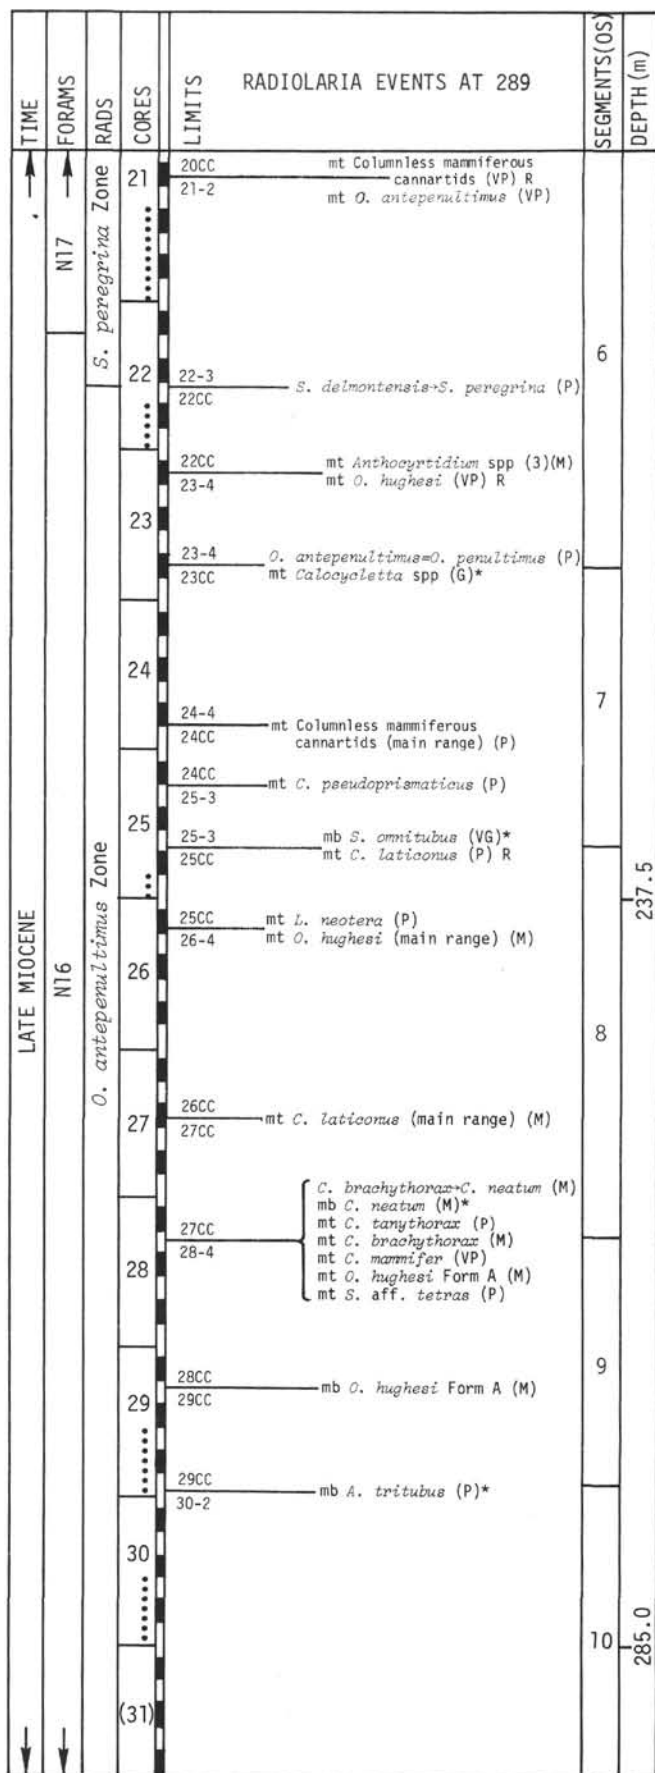 TIME
FORAMS
RADS
CORES
LIMITS
RADIOLARIA EVENTS AT 289
SEGMENTS(OS)
DEPTH(m)
LATE MIOCENE
N17
N16
S. peregrina Zone
O. antepenultimus Zone
21
20CC
21-2
mt Columnless mammiferous
cannartids (VP) R
mt O. antepenultimus (VP)
6
22
22-3
22CC
S. delmontensis→S. peregrina (P)
22CC
23-4
mt Anthocyrtidium spp (3)(M)
mt O. hughesi (VP) R
23
23-4
23CC
O. antepenultimus=O. penultimus (P)
mt Calocycletta spp (G)*
24
7
24-4
24CC
mt Columnless mammiferous
cannartids (main range) (P)
24CC
25-3
mt C. pseudoprismaticus (P)
25
25-3
25CC
mb S. omnitubus (VG)*
mt C. laticonus (P) R
237.5
25CC
26-4
mt L. neotera (P)
mt O. hughesi (main range) (M)
26
8
27
26CC
27CC
mt C. laticonus (main range) (M)
27CC
28-4
C. brachythorax→C. neatum (M)
mb C. neatum (M)*
mt C. tanythorax (P)
mt C. brachythorax (M)
mt C. mammifer (VP)
mt O. hughesi Form A (M)
mt S. aff. tetras (P)
28
9
28CC
29CC
mb O. hughesi Form A (M)
29
29CC
30-2
mb A. tritubus (P)*
30
10
285.0
(31)